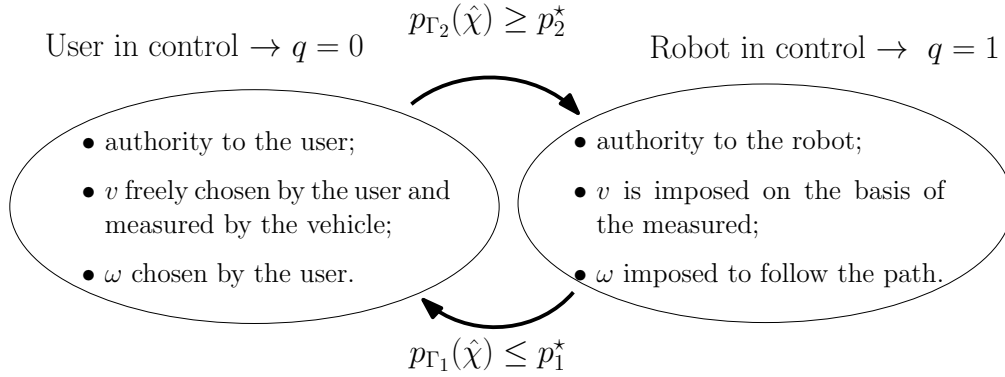 p_{Γ_2}(χ̂) ≥ p_2^⋆
User in control → q = 0
Robot in control → q = 1
• authority to the user;
• v freely chosen by the user and
measured by the vehicle;
• ω chosen by the user.
• authority to the robot;
• v is imposed on the basis of
the measured;
• ω imposed to follow the path.
p_{Γ_1}(χ̂) ≤ p_1^⋆